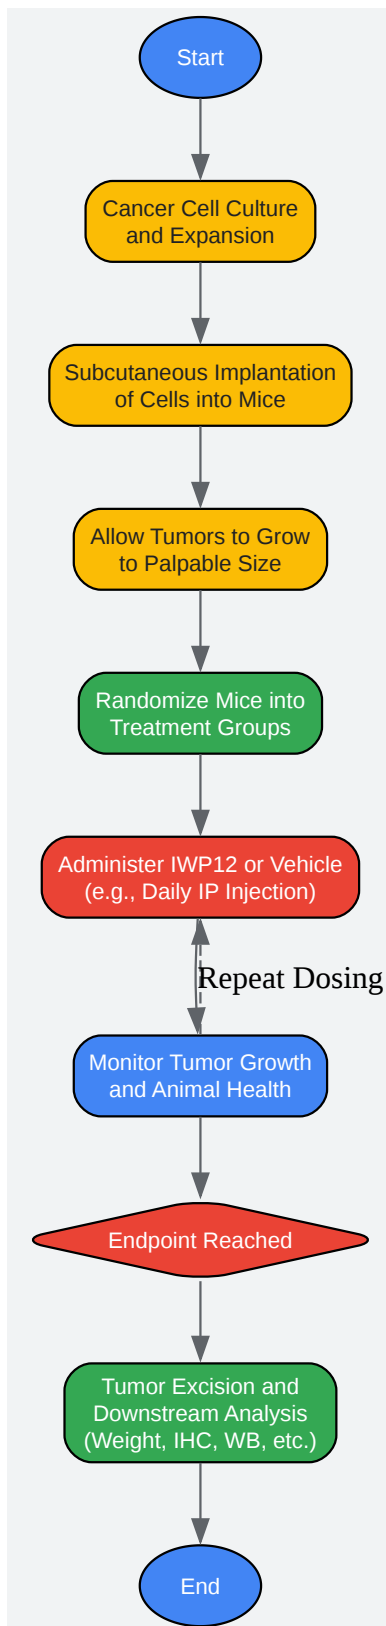 Start
Cancer Cell Culture
and Expansion
Subcutaneous Implantation
of Cells into Mice
Allow Tumors to Grow
to Palpable Size
Randomize Mice into
Treatment Groups
Administer IWP12 or Vehicle
(e.g., Daily IP Injection)
Repeat Dosing
Monitor Tumor Growth
and Animal Health
Endpoint Reached
Tumor Excision and
Downstream Analysis
(Weight, IHC, WB, etc.)
End